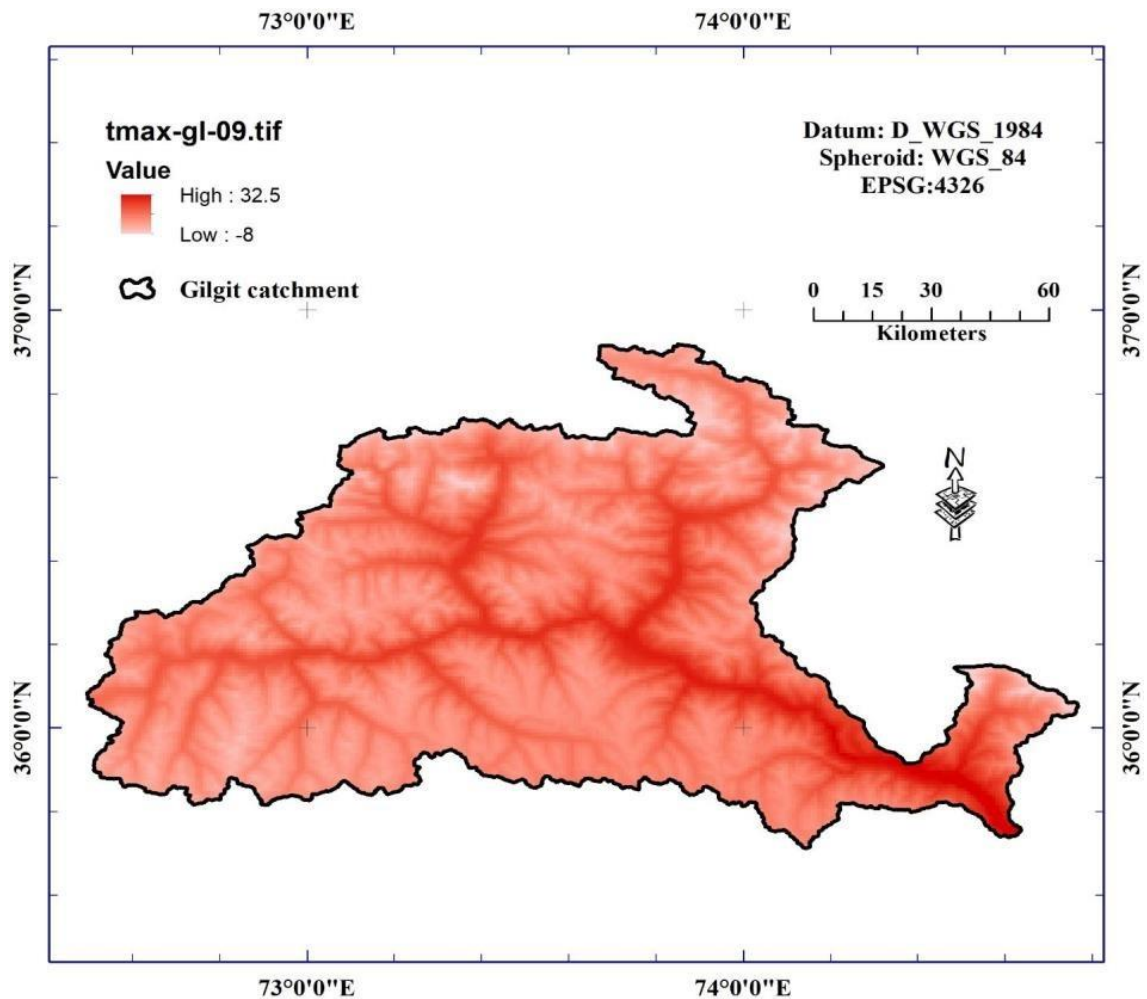 73°0'0"E
74°0'0"E
tmax-gl-09.tif
Value
High : 32.5
Low : -8
Gilgit catchment
Datum: D_WGS_1984
Spheroid: WGS_84
EPSG:4326
0 15 30 60
Kilometers
37°0'0"N
37°0'0"N
N
36°0'0"N
36°0'0"N
73°0'0"E
74°0'0"E